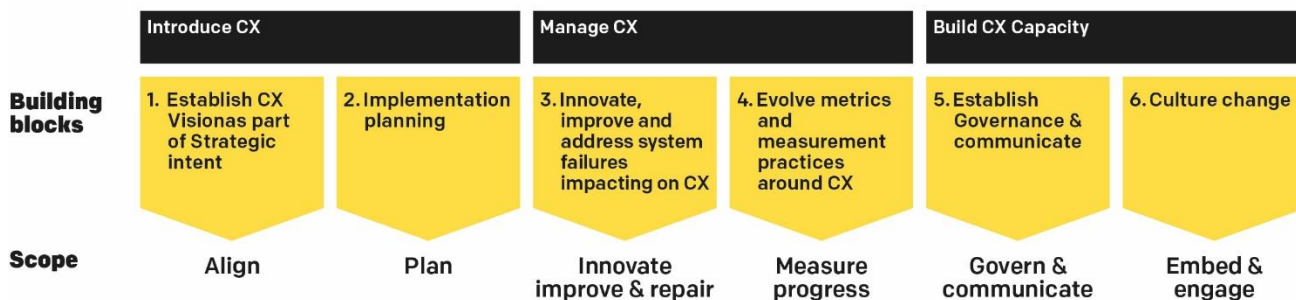 Introduce CX
Manage CX
Build CX Capacity
Building
blocks
1. Establish CX
Visionas part
of Strategic
intent
2. Implementation
planning
3. Innovate,
improve and
address system
failures
impacting on CX
4. Evolve metrics
and
measurement
practices
around CX
5. Establish
Governance &
communicate
6. Culture change
Scope
Align
Plan
Innovate
improve & repair
Measure
progress
Govern &
communicate
Embed &
engage